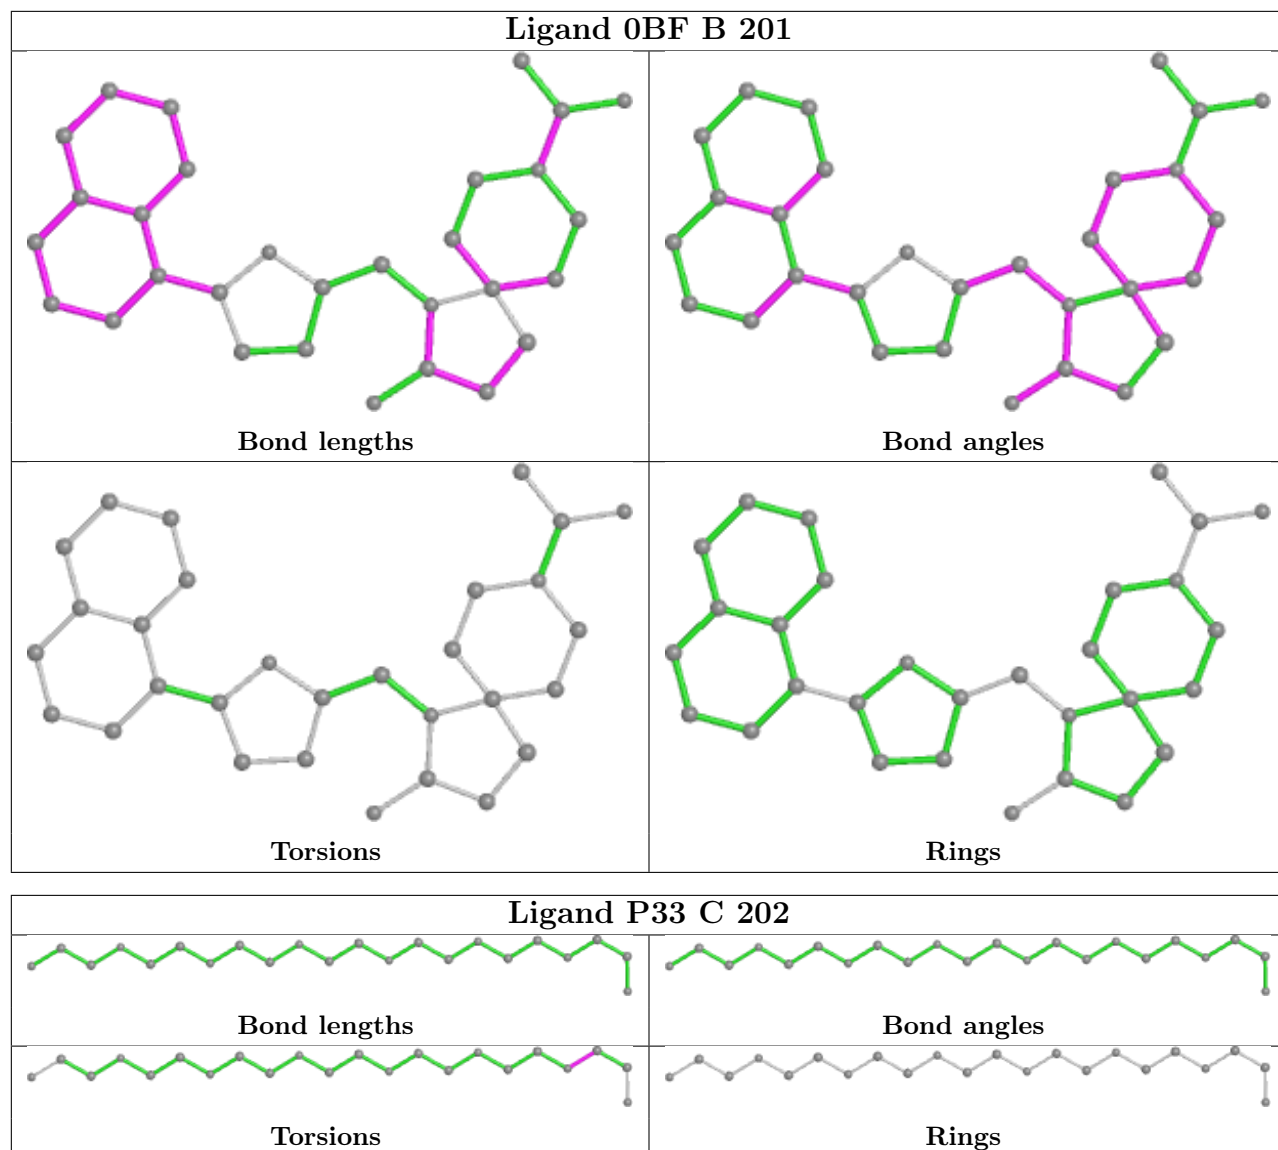 Ligand 0BF B 201
Bond lengths
Bond angles
Torsions
Rings
Ligand P33 C 202
Bond lengths
Bond angles
Torsions
Rings